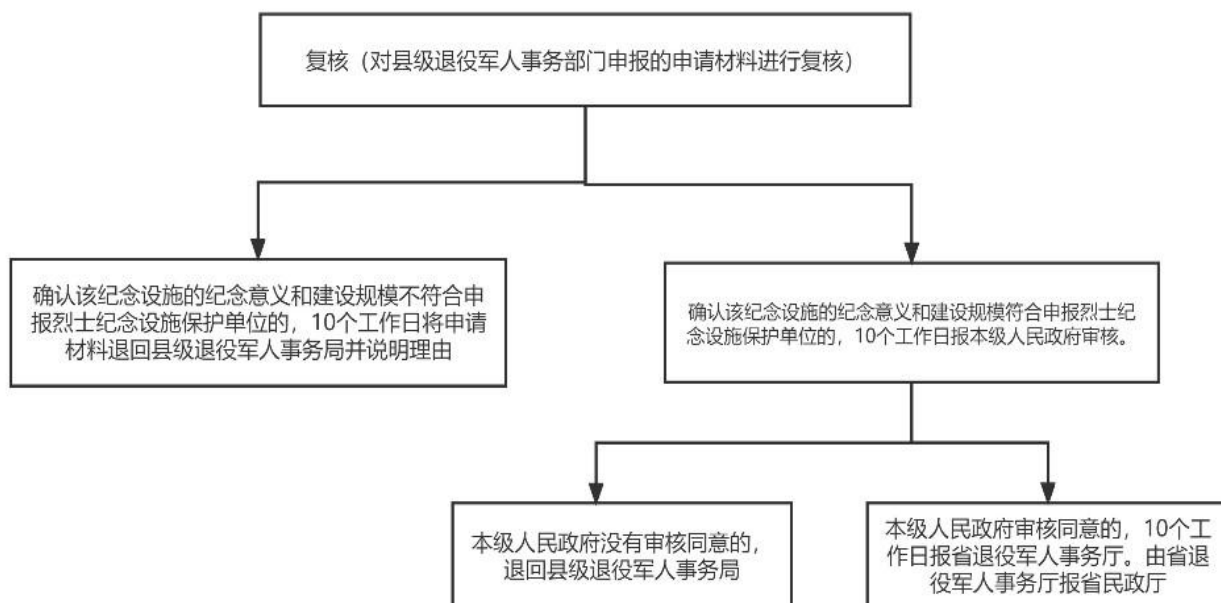 复核（对县级退役军人事务部门申报的申请材料进行复核）
确认该纪念设施的纪念意义和建设规模不符合申
报烈士纪念设施保护单位的，10个工作日将申请
材料退回县级退役军人事务局并说明理由
确认该纪念设施的纪念意义和建设规模符合申报烈士纪
念设施保护单位的，10个工作日报本级人民政府审核。
本级人民政府没有审核同意的，
退回县级退役军人事务局
本级人民政府审核同意的，10个工
作日报省退役军人事务厅。由省退
役军人事务厅报省民政厅